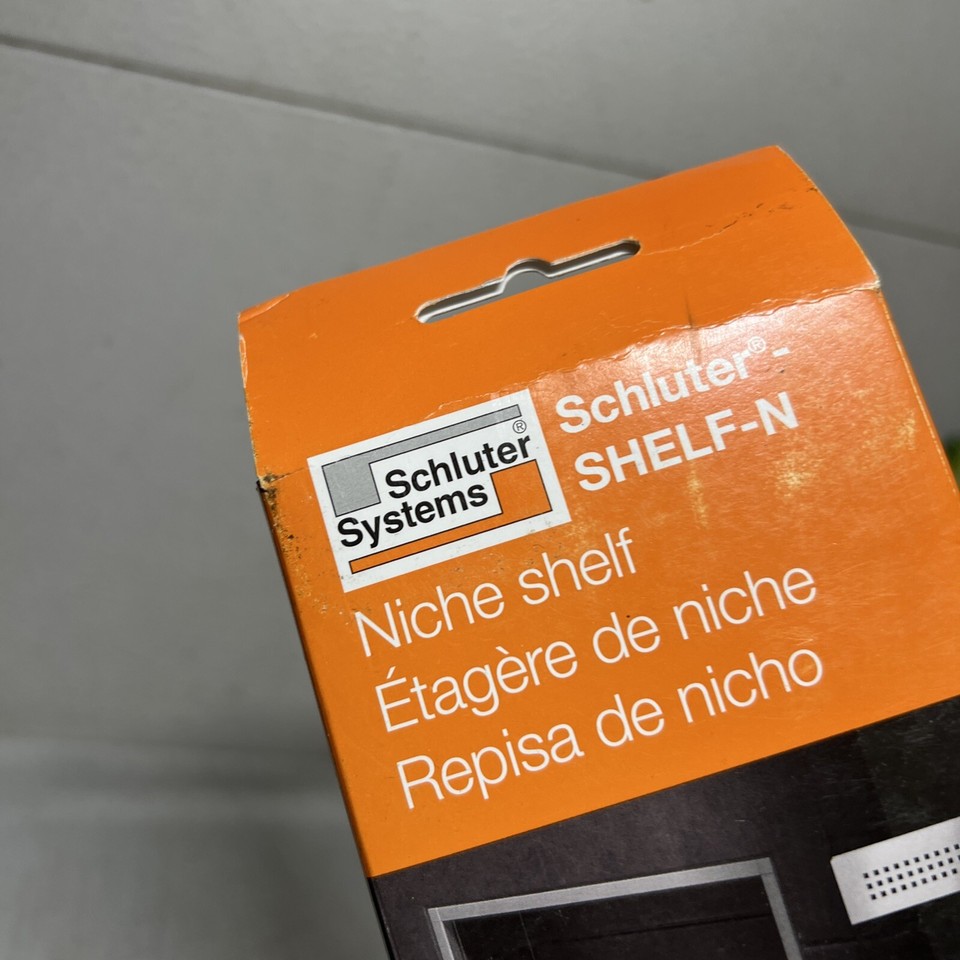 Schluter®
Systems
Schluter®-
SHELF-N
Niche shelf
Étagère de niche
Repisa de nicho